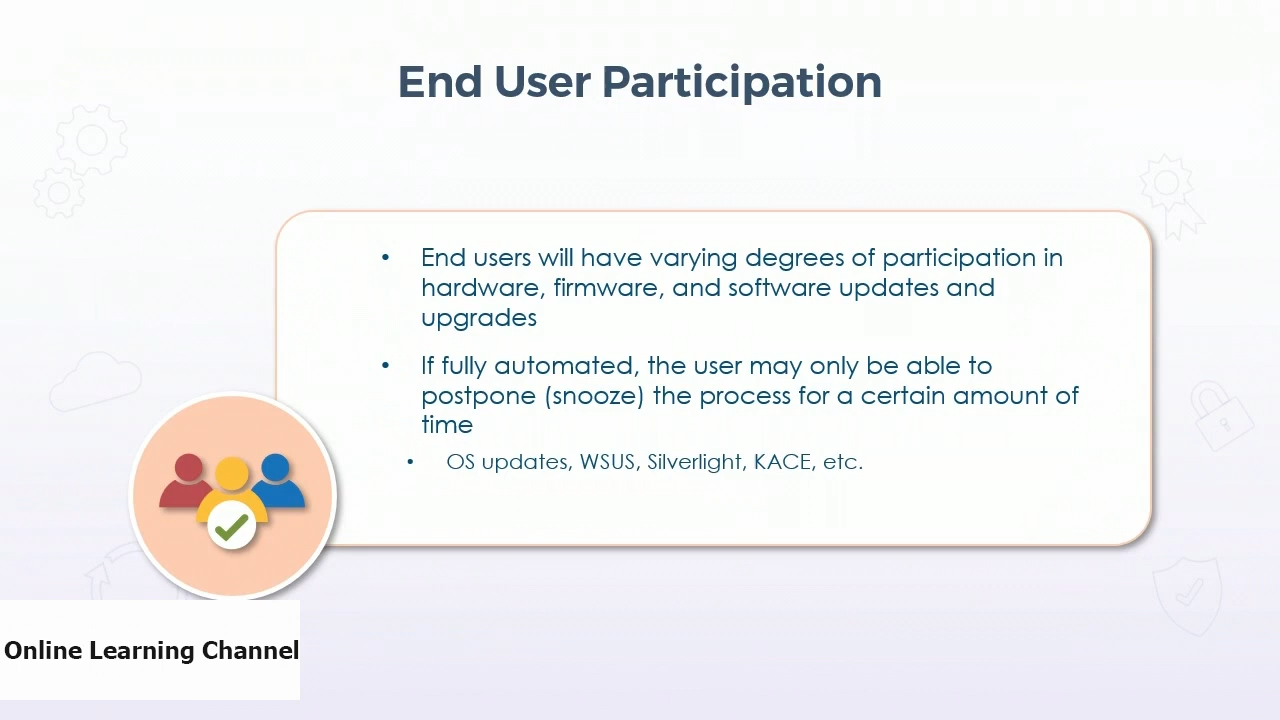 End User Participation
• End users will have varying degrees of participation in
hardware, firmware, and software updates and
upgrades
• If fully automated, the user may only be able to
postpone (snooze) the process for a certain amount of
time
• OS updates, WSUS, Silverlight, KACE, etc.
Online Learning Channel